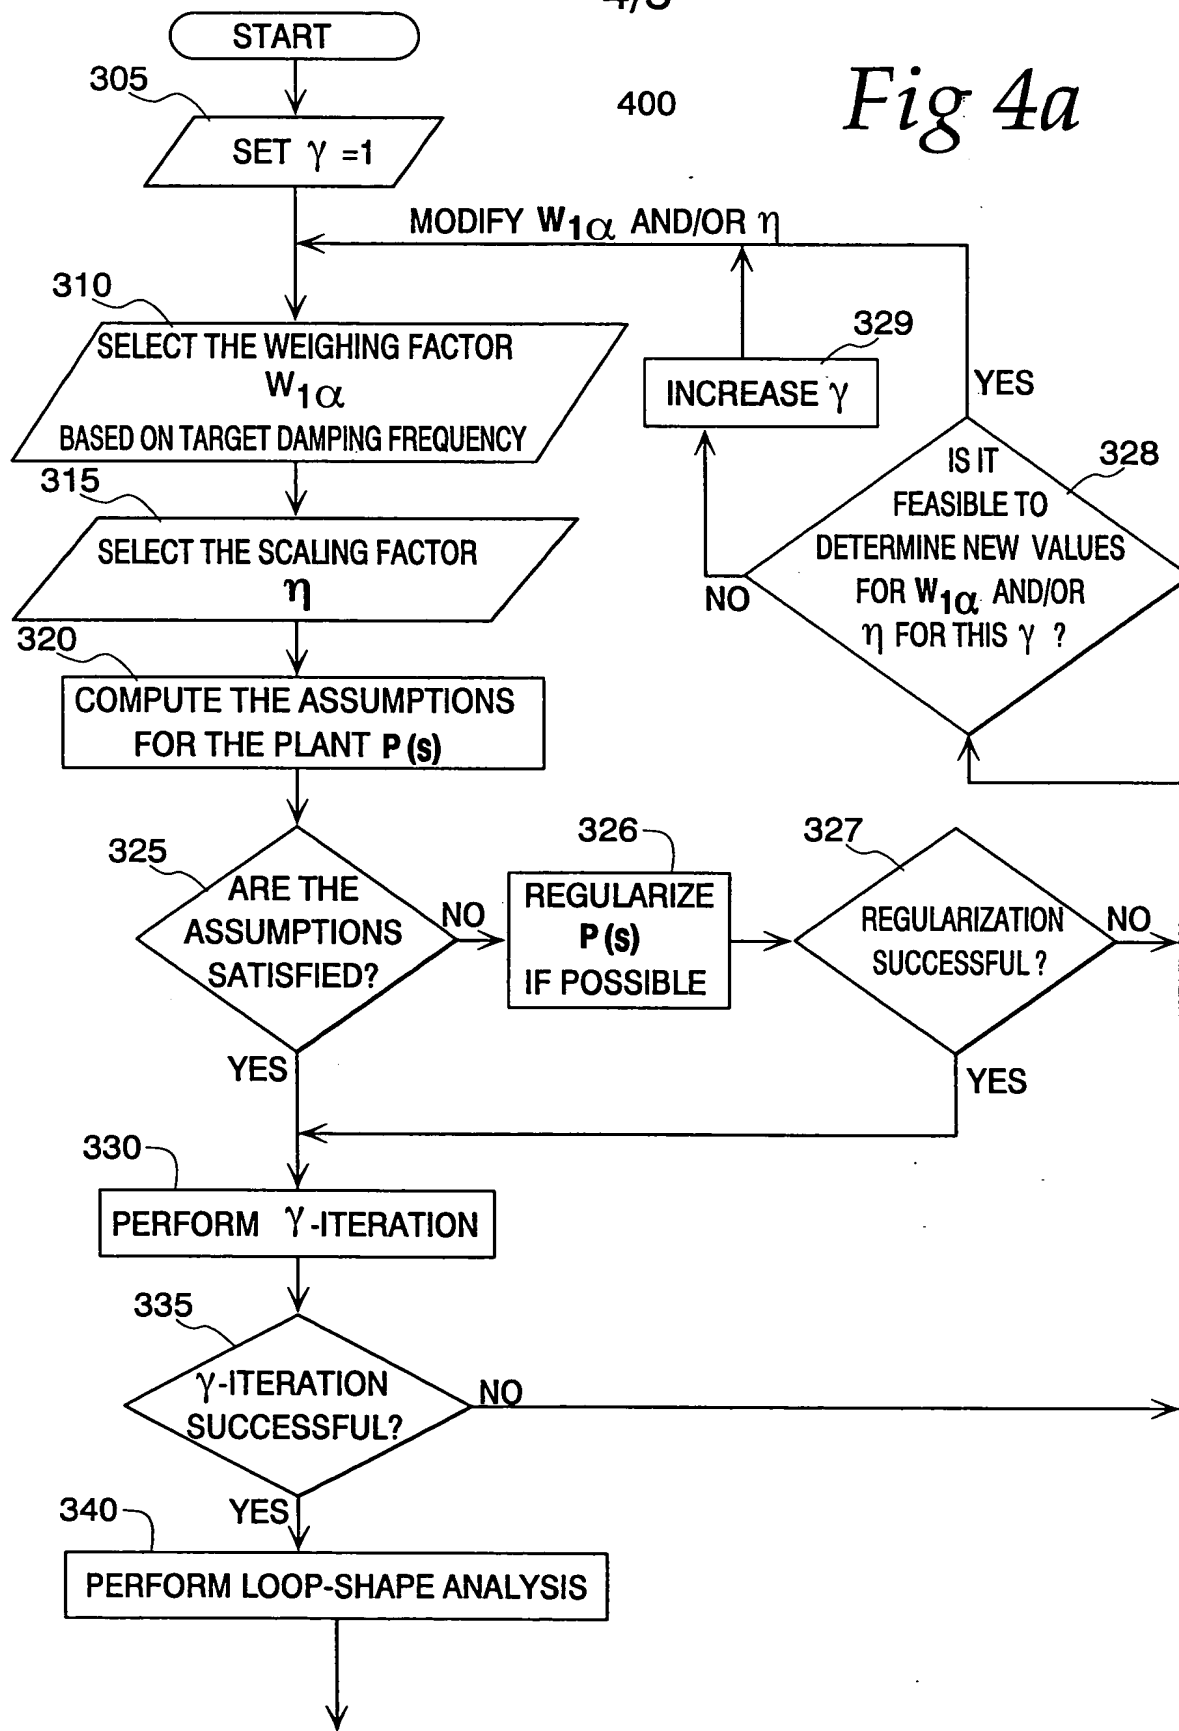 4/8
START
305
400
Fig 4a
SET γ =1
MODIFY W1α AND/OR η
310
SELECT THE WEIGHING FACTOR
W1α
BASED ON TARGET DAMPING FREQUENCY
329
INCREASE γ
YES
315
SELECT THE SCALING FACTOR
η
328
IS IT
FEASIBLE TO
DETERMINE NEW VALUES
FOR W1α AND/OR
η FOR THIS γ ?
NO
320
COMPUTE THE ASSUMPTIONS
FOR THE PLANT P(s)
325
ARE THE
ASSUMPTIONS
SATISFIED?
NO
YES
326
REGULARIZE
P(s)
IF POSSIBLE
327
REGULARIZATION
SUCCESSFUL?
NO
YES
330
PERFORM γ-ITERATION
335
γ-ITERATION
SUCCESSFUL?
NO
YES
340
PERFORM LOOP-SHAPE ANALYSIS